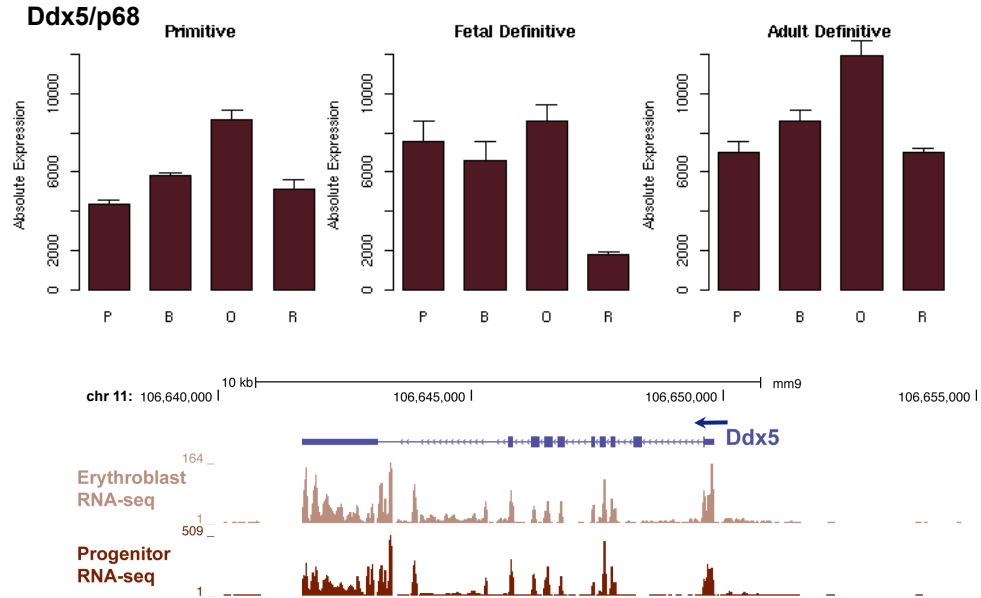 Ddx5/p68
Primitive
Fetal Definitive
Adult Definitive
Absolute Expression
0
2000
6000
10000
P B O R
Absolute Expression
0
2000
6000
10000
P B O R
Absolute Expression
0
2000
6000
10000
P B O R
10 kb
mm9
chr 11: 106,640,000 106,645,000 106,650,000 106,655,000
Ddx5
164
Erythroblast
RNA-seq
1
509
Progenitor
RNA-seq
1